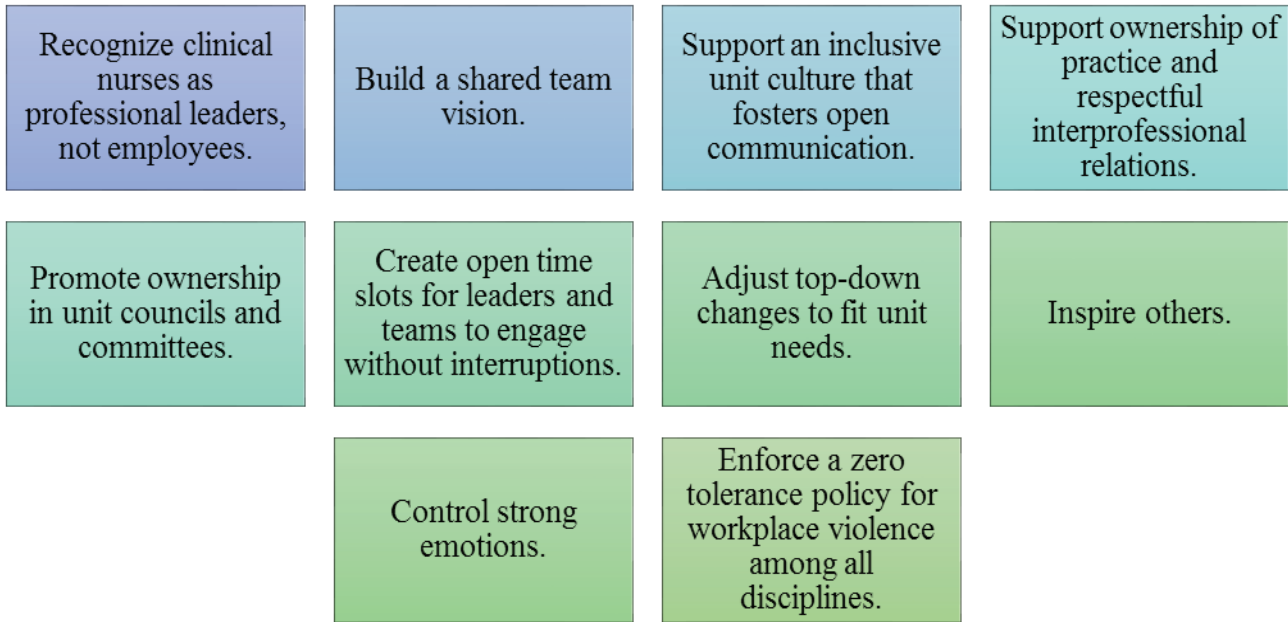 Recognize clinical
nurses as
professional leaders,
not employees.
Build a shared team
vision.
Support an inclusive
unit culture that
fosters open
communication.
Support ownership of
practice and
respectful
interprofessional
relations.
Promote ownership
in unit councils and
committees.
Create open time
slots for leaders and
teams to engage
without interruptions.
Adjust top-down
changes to fit unit
needs.
Inspire others.
Control strong
emotions.
Enforce a zero
tolerance policy for
workplace violence
among all
disciplines.